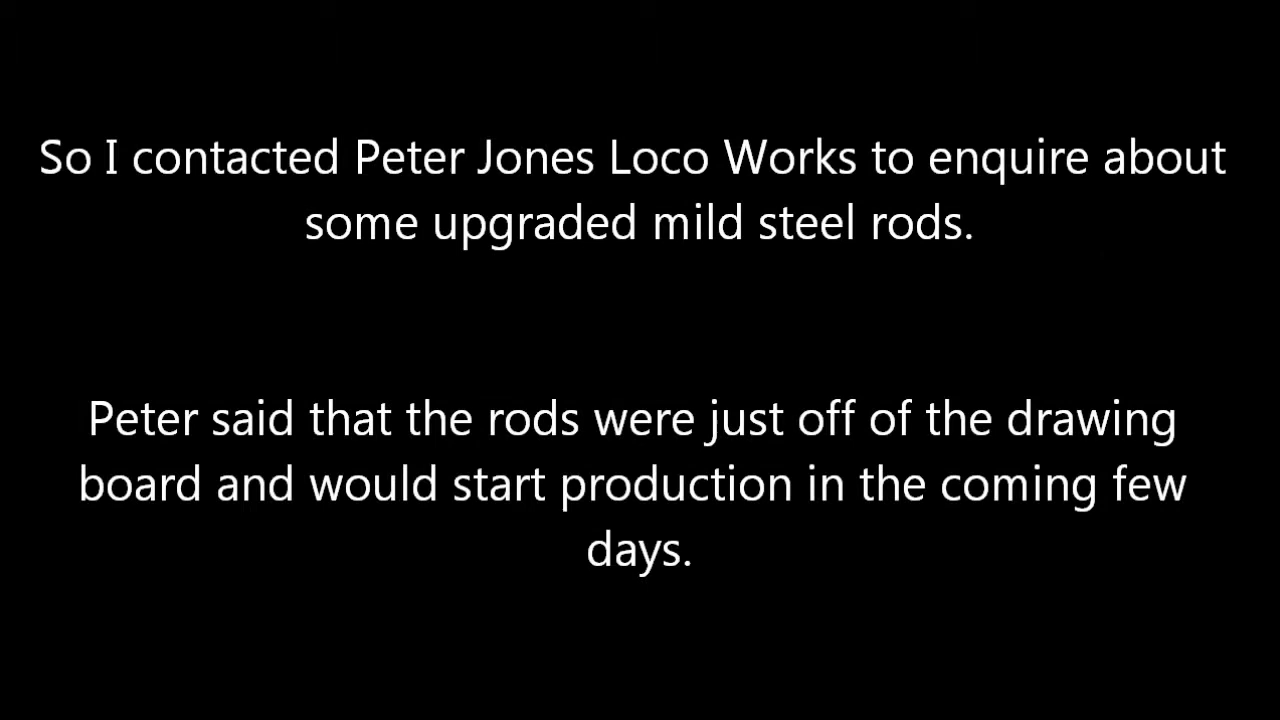 So I contacted Peter Jones Loco Works to enquire about
some upgraded mild steel rods.
Peter said that the rods were just off of the drawing
board and would start production in the coming few
days.